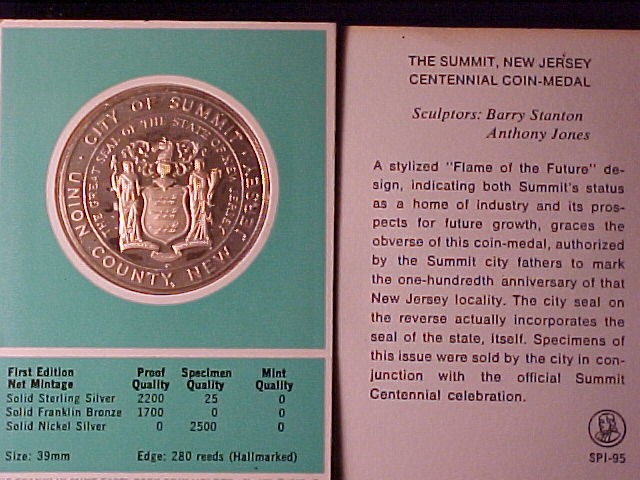 CITY OF SUMMIT
UNION COUNTY, NEW JERSEY
THE GREAT SEAL OF THE STATE OF NEW JERSEY
First Edition Proof Specimen Mint
Net Mintage Quality Quality Quality
Solid Sterling Silver 2200 25 0
Solid Franklin Bronze 1700 0 0
Solid Nickel Silver 0 2500 0
Size: 39mm Edge: 280 reeds (Hallmarked)
THE SUMMIT, NEW JERSEY
CENTENNIAL COIN-MEDAL
Sculptors: Barry Stanton
Anthony Jones
A stylized "Flame of the Future" de-
sign, indicating both Summit's status
as a home of industry and its pros-
pects for future growth, graces the
obverse of this coin-medal, authorized
by the Summit city fathers to mark
the one-hundredth anniversary of that
New Jersey locality. The city seal on
the reverse actually incorporates the
seal of the state, itself. Specimens of
this issue were sold by the city in con-
junction with the official Summit
Centennial celebration.
SPI-95